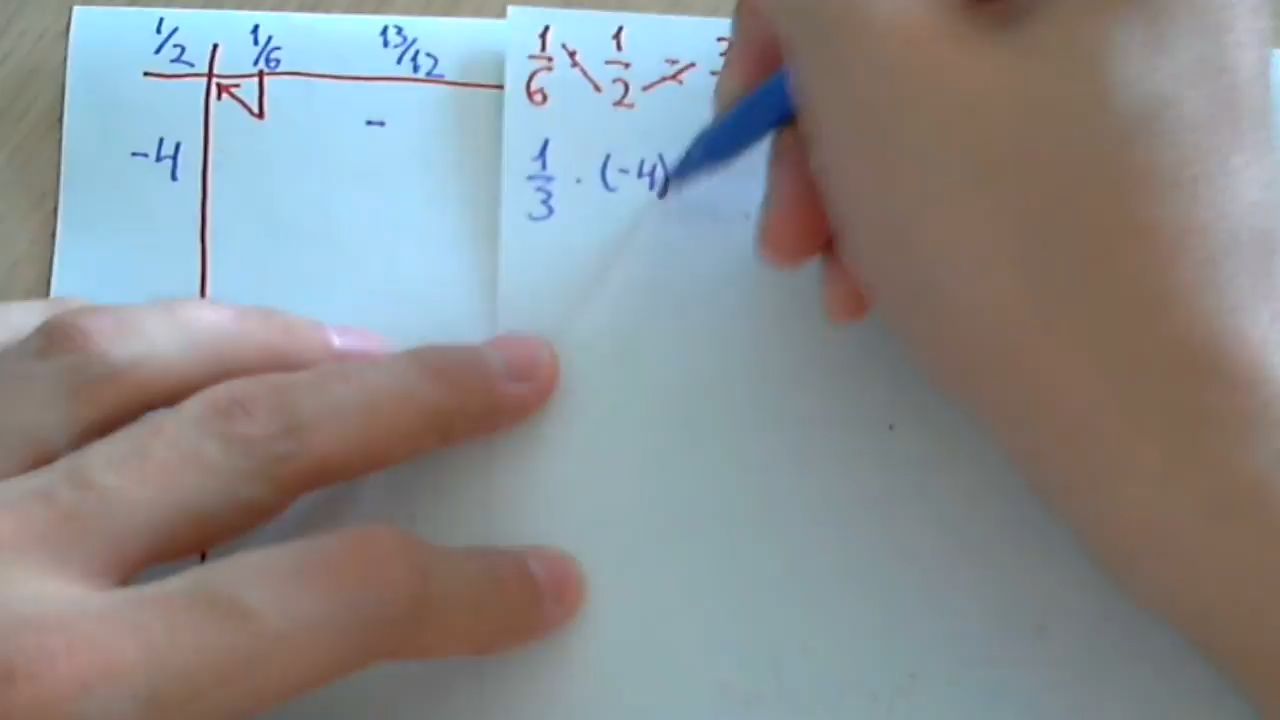 1/2 1/6 13/12
-4 -
1/6 1/2
1/3 · (-4)